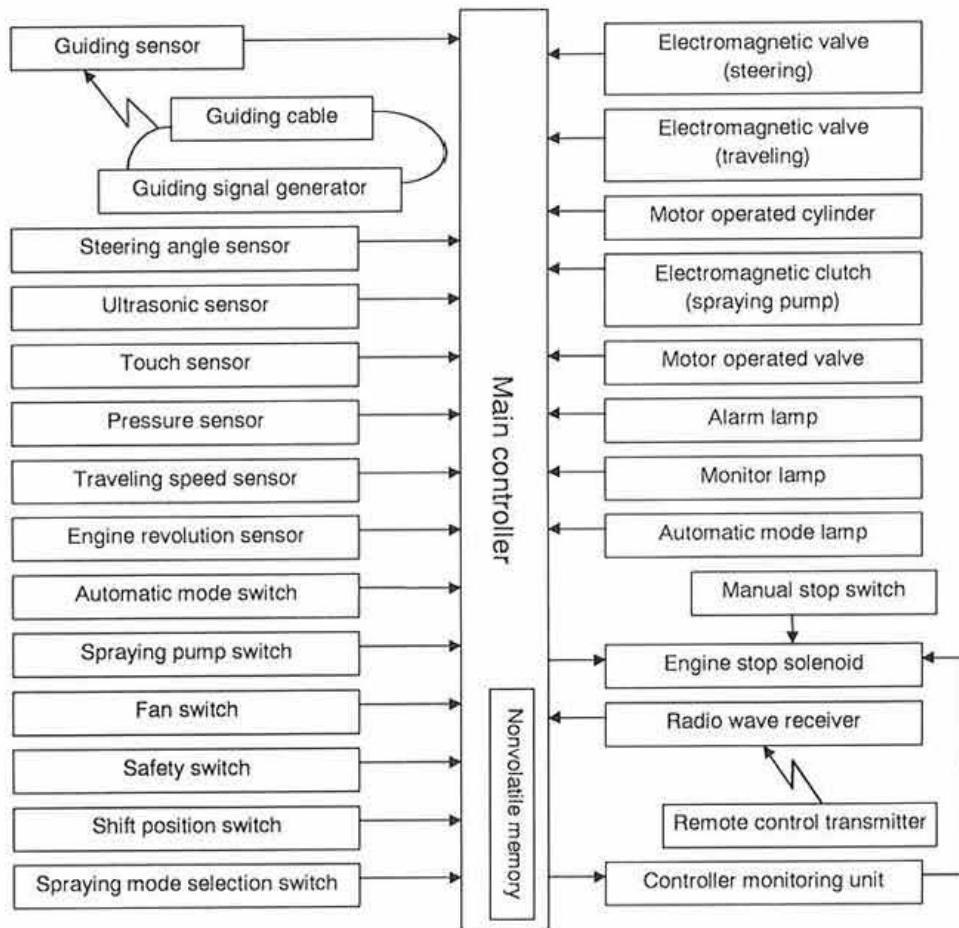 Guiding sensor
Guiding cable
Guiding signal generator
Steering angle sensor
Ultrasonic sensor
Touch sensor
Pressure sensor
Traveling speed sensor
Engine revolution sensor
Automatic mode switch
Spraying pump switch
Fan switch
Safety switch
Shift position switch
Spraying mode selection switch
Main controller
Nonvolatile memory
Electromagnetic valve
(steering)
Electromagnetic valve
(traveling)
Motor operated cylinder
Electromagnetic clutch
(spraying pump)
Motor operated valve
Alarm lamp
Monitor lamp
Automatic mode lamp
Manual stop switch
Engine stop solenoid
Radio wave receiver
Remote control transmitter
Controller monitoring unit